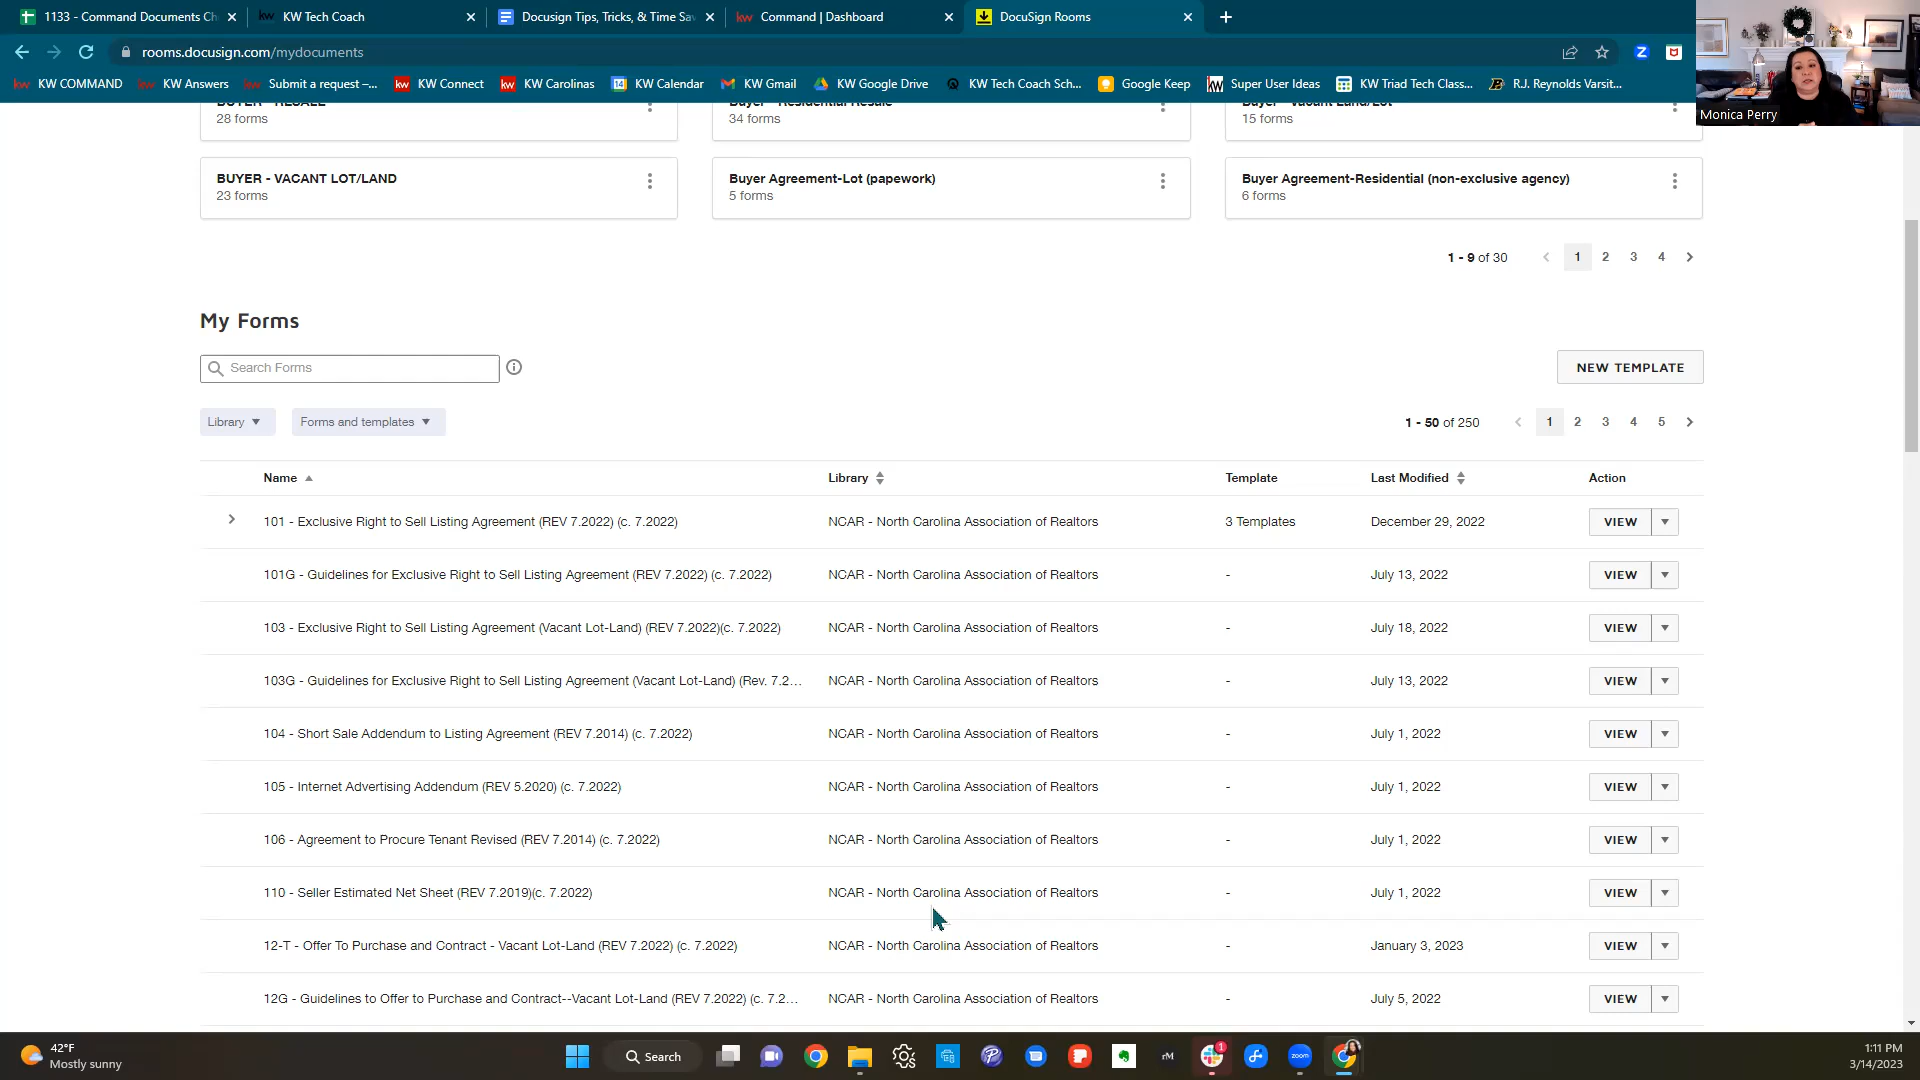 1133 - Command Documents Ch
KW Tech Coach
Docusign Tips, Tricks, & Time Sav
Command | Dashboard
DocuSign Rooms
rooms.docusign.com/mydocuments
KW COMMAND
KW Answers
Submit a request –...
KW Connect
KW Carolinas
KW Calendar
KW Gmail
KW Google Drive
KW Tech Coach Sch...
Google Keep
Super User Ideas
KW Triad Tech Class...
R.J. Reynolds Varsit...
Monica Perry
BUYER - RESALE
28 forms
Buyer - Residential Resale
34 forms
Buyer - Vacant Land/Lot
15 forms
BUYER - VACANT LOT/LAND
23 forms
Buyer Agreement-Lot (papework)
5 forms
Buyer Agreement-Residential (non-exclusive agency)
6 forms
1 - 9 of 30 1 2 3 4
My Forms
Search Forms
NEW TEMPLATE
Library
Forms and templates
1 - 50 of 250 1 2 3 4 5
Name Library Template Last Modified Action
101 - Exclusive Right to Sell Listing Agreement (REV 7.2022) (c. 7.2022) NCAR - North Carolina Association of Realtors 3 Templates December 29, 2022 VIEW
101G - Guidelines for Exclusive Right to Sell Listing Agreement (REV 7.2022) (c. 7.2022) NCAR - North Carolina Association of Realtors - July 13, 2022 VIEW
103 - Exclusive Right to Sell Listing Agreement (Vacant Lot-Land) (REV 7.2022)(c. 7.2022) NCAR - North Carolina Association of Realtors - July 18, 2022 VIEW
103G - Guidelines for Exclusive Right to Sell Listing Agreement (Vacant Lot-Land) (Rev. 7.2... NCAR - North Carolina Association of Realtors - July 13, 2022 VIEW
104 - Short Sale Addendum to Listing Agreement (REV 7.2014) (c. 7.2022) NCAR - North Carolina Association of Realtors - July 1, 2022 VIEW
105 - Internet Advertising Addendum (REV 5.2020) (c. 7.2022) NCAR - North Carolina Association of Realtors - July 1, 2022 VIEW
106 - Agreement to Procure Tenant Revised (REV 7.2014) (c. 7.2022) NCAR - North Carolina Association of Realtors - July 1, 2022 VIEW
110 - Seller Estimated Net Sheet (REV 7.2019)(c. 7.2022) NCAR - North Carolina Association of Realtors - July 1, 2022 VIEW
12-T - Offer To Purchase and Contract - Vacant Lot-Land (REV 7.2022) (c. 7.2022) NCAR - North Carolina Association of Realtors - January 3, 2023 VIEW
12G - Guidelines to Offer to Purchase and Contract--Vacant Lot-Land (REV 7.2022) (c. 7.2... NCAR - North Carolina Association of Realtors - July 5, 2022 VIEW
42°F
Mostly sunny
Search
rM
zoom
1
1:11 PM
3/14/2023